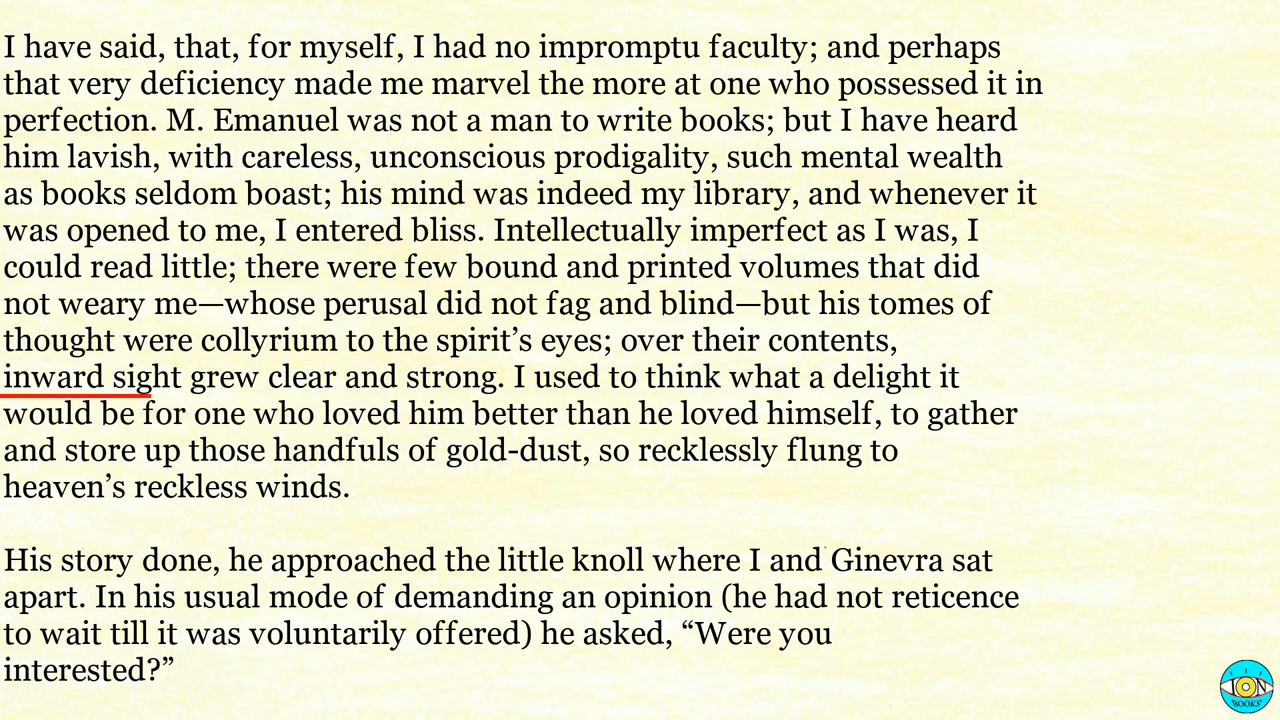 I have said, that, for myself, I had no impromptu faculty; and perhaps
that very deficiency made me marvel the more at one who possessed it in
perfection. M. Emanuel was not a man to write books; but I have heard
him lavish, with careless, unconscious prodigality, such mental wealth
as books seldom boast; his mind was indeed my library, and whenever it
was opened to me, I entered bliss. Intellectually imperfect as I was, I
could read little; there were few bound and printed volumes that did
not weary me—whose perusal did not fag and blind—but his tomes of
thought were collyrium to the spirit’s eyes; over their contents,
inward sight grew clear and strong. I used to think what a delight it
would be for one who loved him better than he loved himself, to gather
and store up those handfuls of gold-dust, so recklessly flung to
heaven’s reckless winds.
His story done, he approached the little knoll where I and Ginevra sat
apart. In his usual mode of demanding an opinion (he had not reticence
to wait till it was voluntarily offered) he asked, “Were you
interested?”
ION
BOOKS